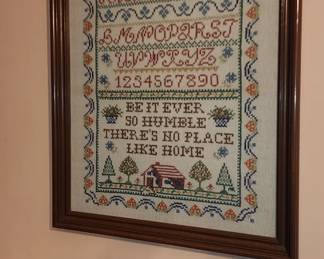 LMNOPQRST
UVWXYZ
1234567890
BE IT EVER
SO HUMBLE
THERE'S NO PLACE
LIKE HOME